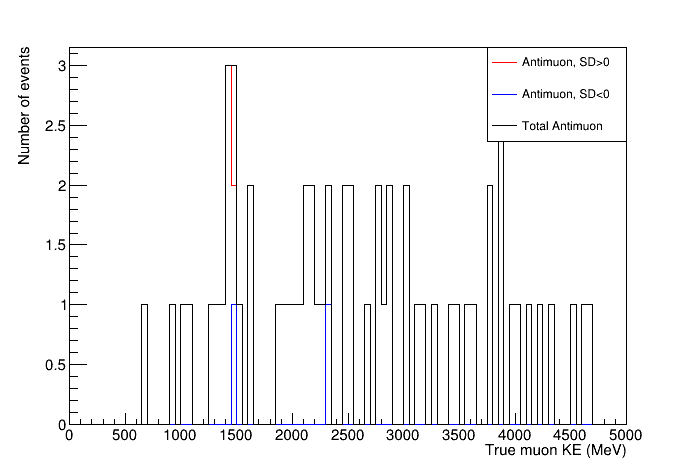 Number of events
3
2.5
2
1.5
1
0.5
0
Antimuon, SD>0
Antimuon, SD<0
Total Antimuon
0 500 1000 1500 2000 2500 3000 3500 4000 4500 5000
True muon KE (MeV)